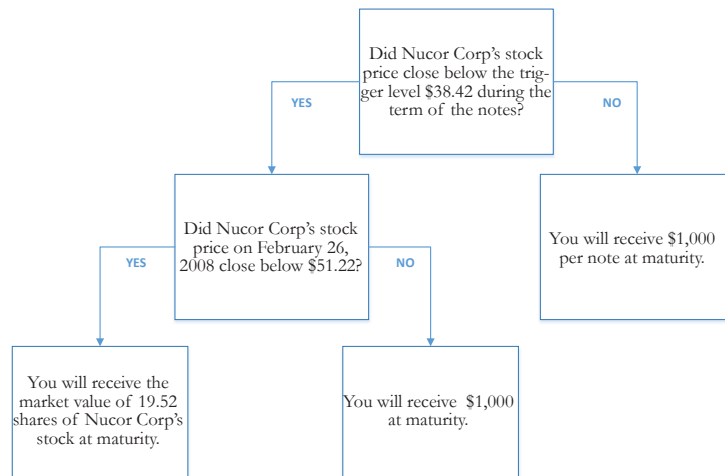 Did Nucor Corp's stock
price close below the trig-
ger level $38.42 during the
term of the notes?
YES
NO
Did Nucor Corp's stock
price on February 26,
2008 close below $51.22?
You will receive $1,000
per note at maturity.
YES
NO
You will receive the
market value of 19.52
shares of Nucor Corp's
stock at maturity.
You will receive $1,000
at maturity.